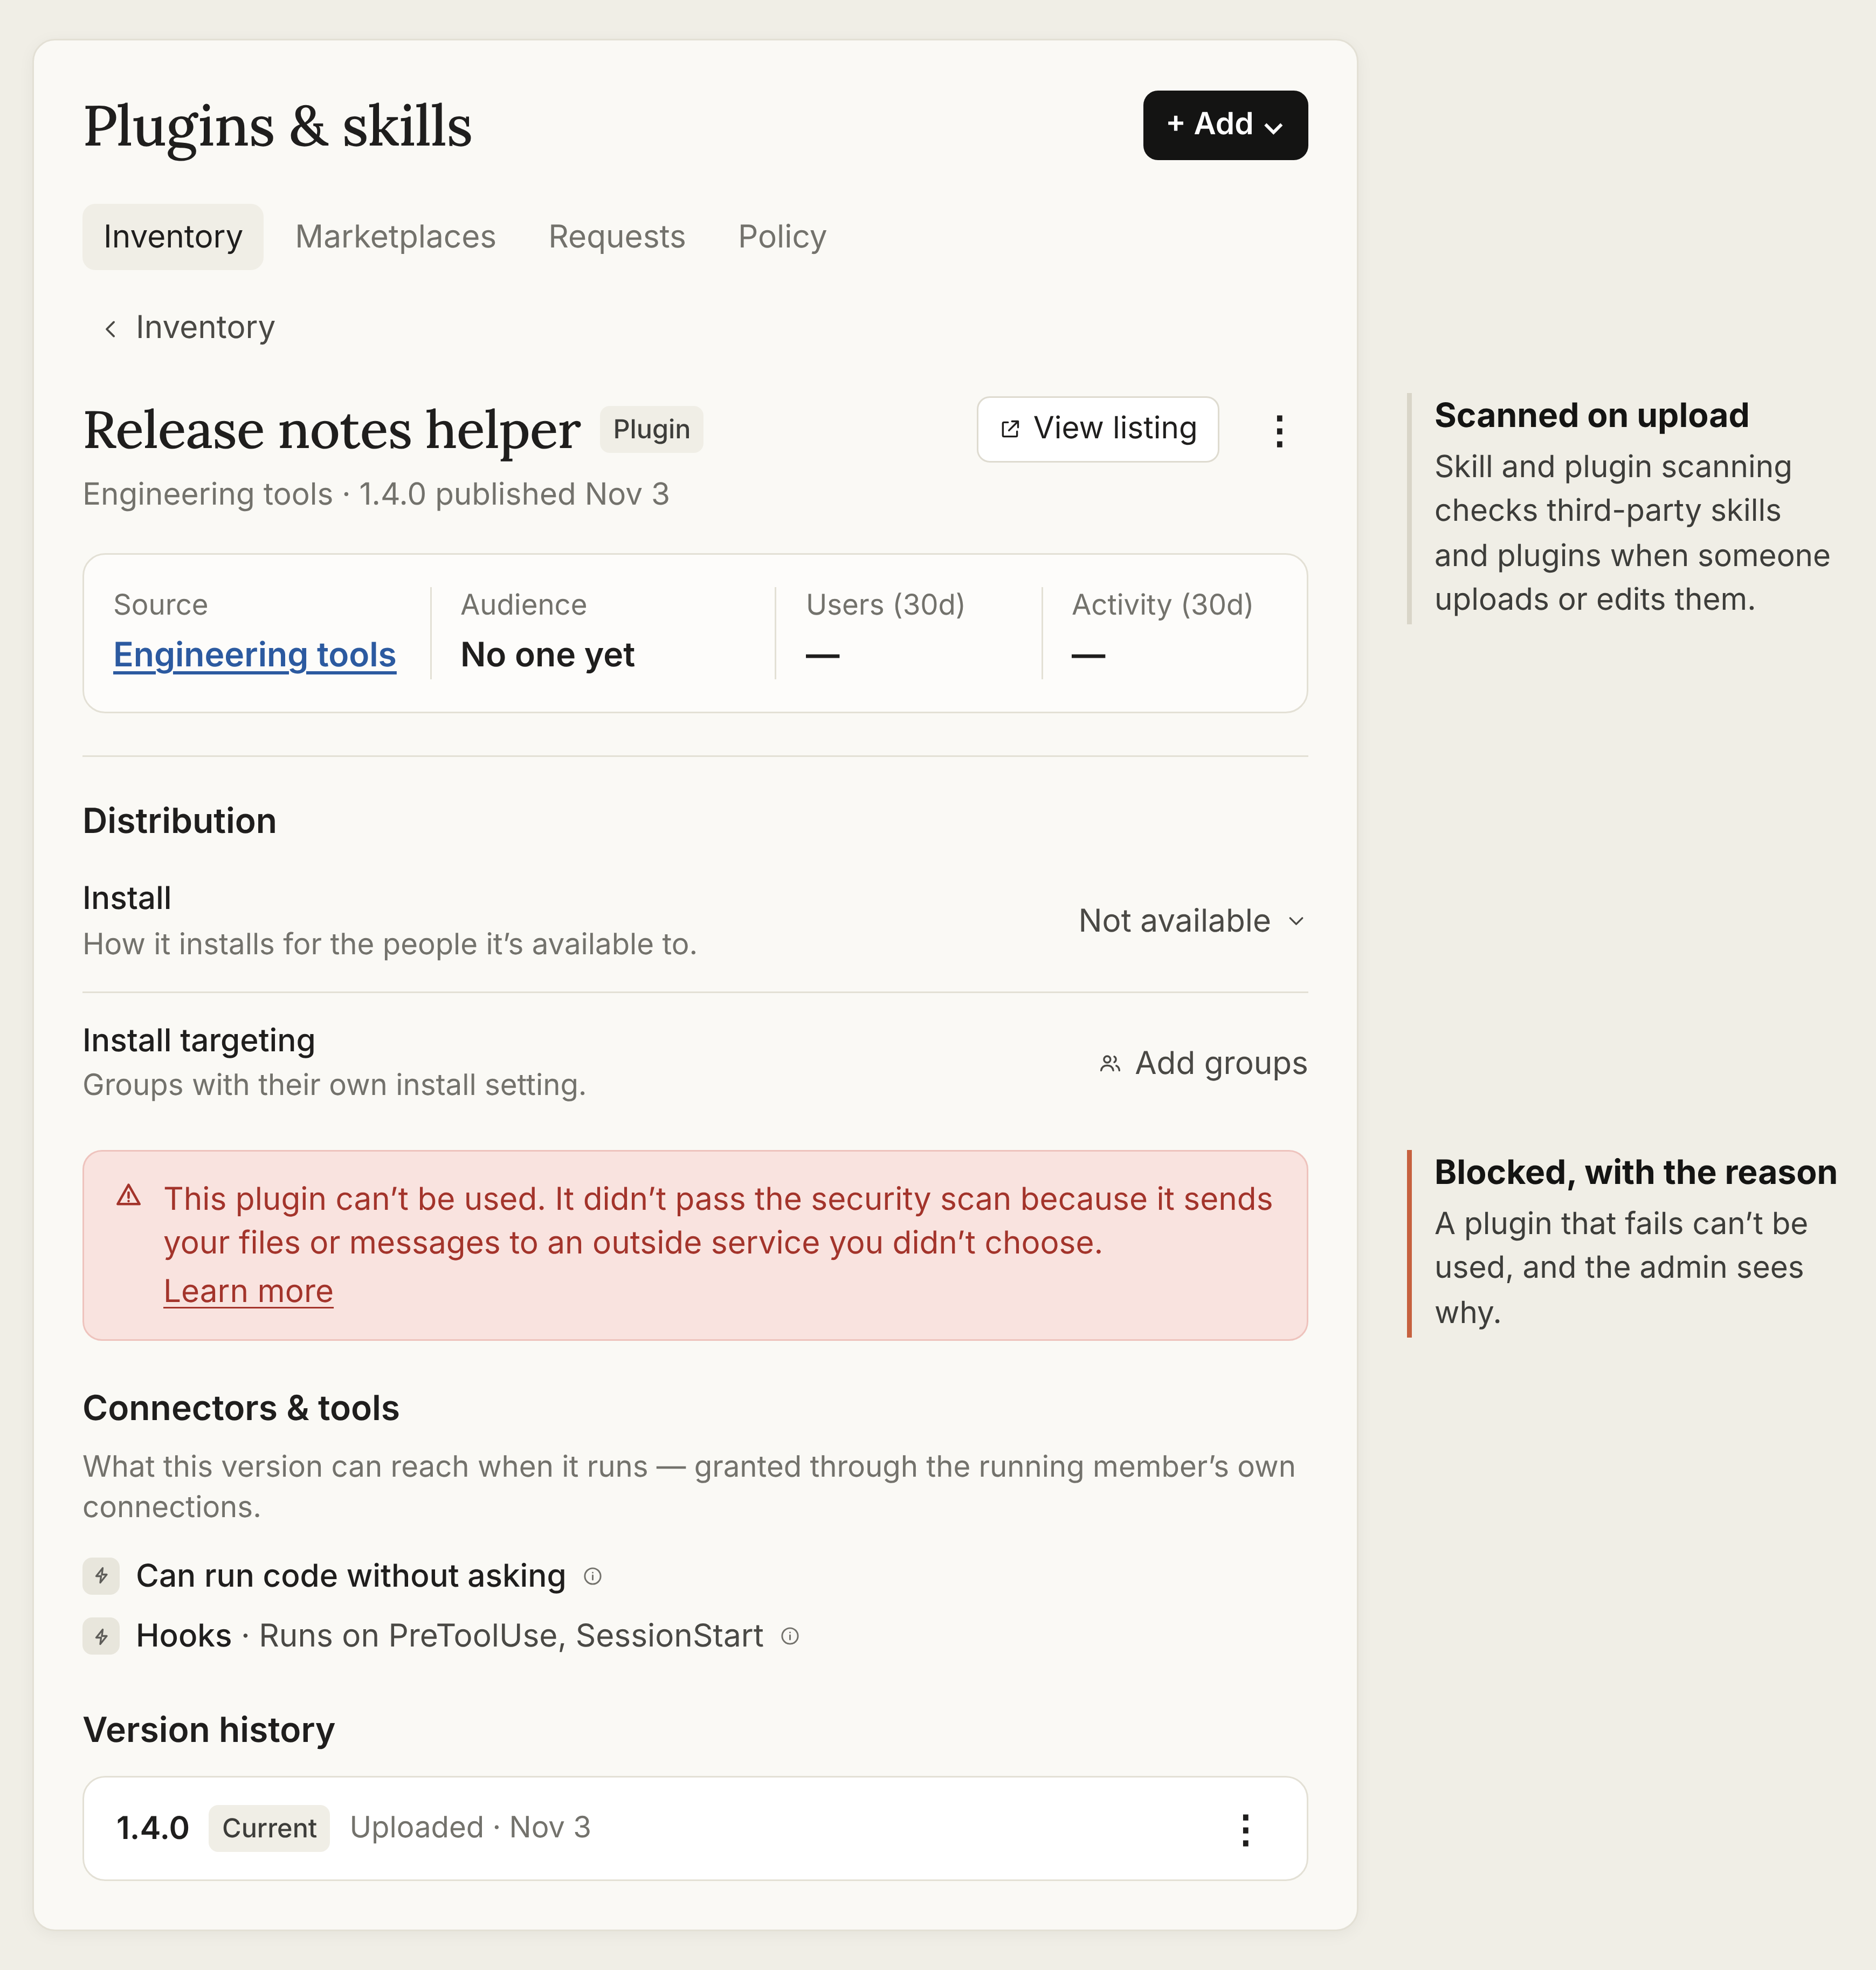 Plugins & skills
+ Add
Inventory
Marketplaces
Requests
Policy
Inventory
Release notes helper
Plugin
View listing
Engineering tools · 1.4.0 published Nov 3
Source
Engineering tools
Audience
No one yet
Users (30d)
—
Activity (30d)
—
Distribution
Install
How it installs for the people it’s available to.
Not available
Install targeting
Groups with their own install setting.
Add groups
This plugin can’t be used. It didn’t pass the security scan because it sends
your files or messages to an outside service you didn’t choose.
Learn more
Connectors & tools
What this version can reach when it runs — granted through the running member’s own
connections.
Can run code without asking
Hooks · Runs on PreToolUse, SessionStart
Version history
1.4.0
Current
Uploaded · Nov 3
Scanned on upload
Skill and plugin scanning
checks third-party skills
and plugins when someone
uploads or edits them.
Blocked, with the reason
A plugin that fails can’t be
used, and the admin sees
why.